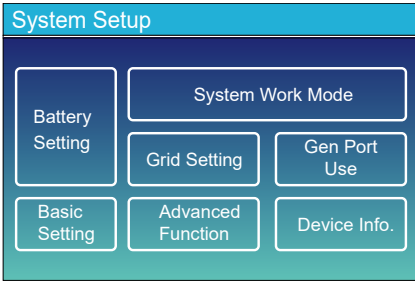 System Setup
System Work Mode
Battery
Setting
Grid Setting
Gen Port
Use
Basic
Setting
Advanced
Function
Device Info.